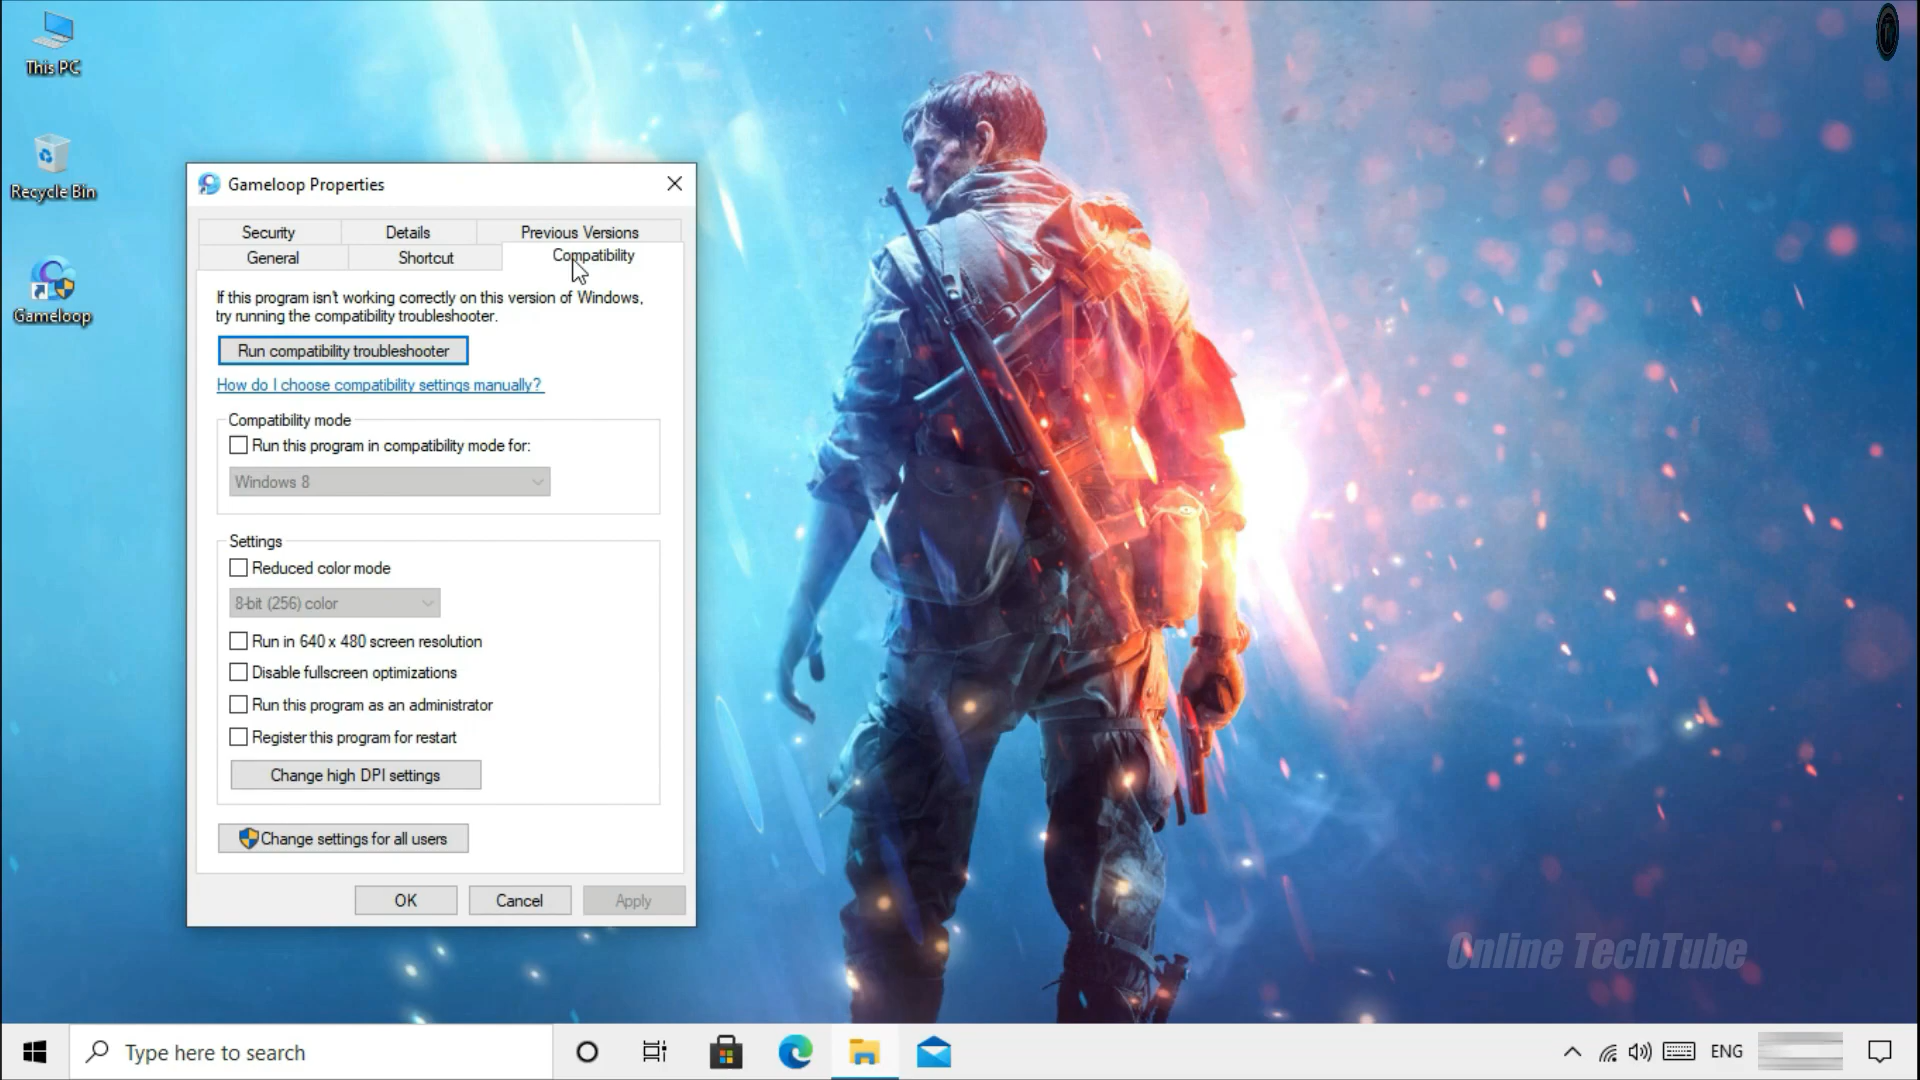 This PC
Recycle Bin
Gameloop
Gameloop Properties
Security
Details
Previous Versions
General
Shortcut
Compatibility
If this program isn't working correctly on this version of Windows,
try running the compatibility troubleshooter.
Run compatibility troubleshooter
How do I choose compatibility settings manually?
Compatibility mode
Run this program in compatibility mode for:
Windows 8
Settings
Reduced color mode
8-bit (256) color
Run in 640 x 480 screen resolution
Disable fullscreen optimizations
Run this program as an administrator
Register this program for restart
Change high DPI settings
Change settings for all users
OK
Cancel
Apply
Online TechTube
Type here to search
ENG